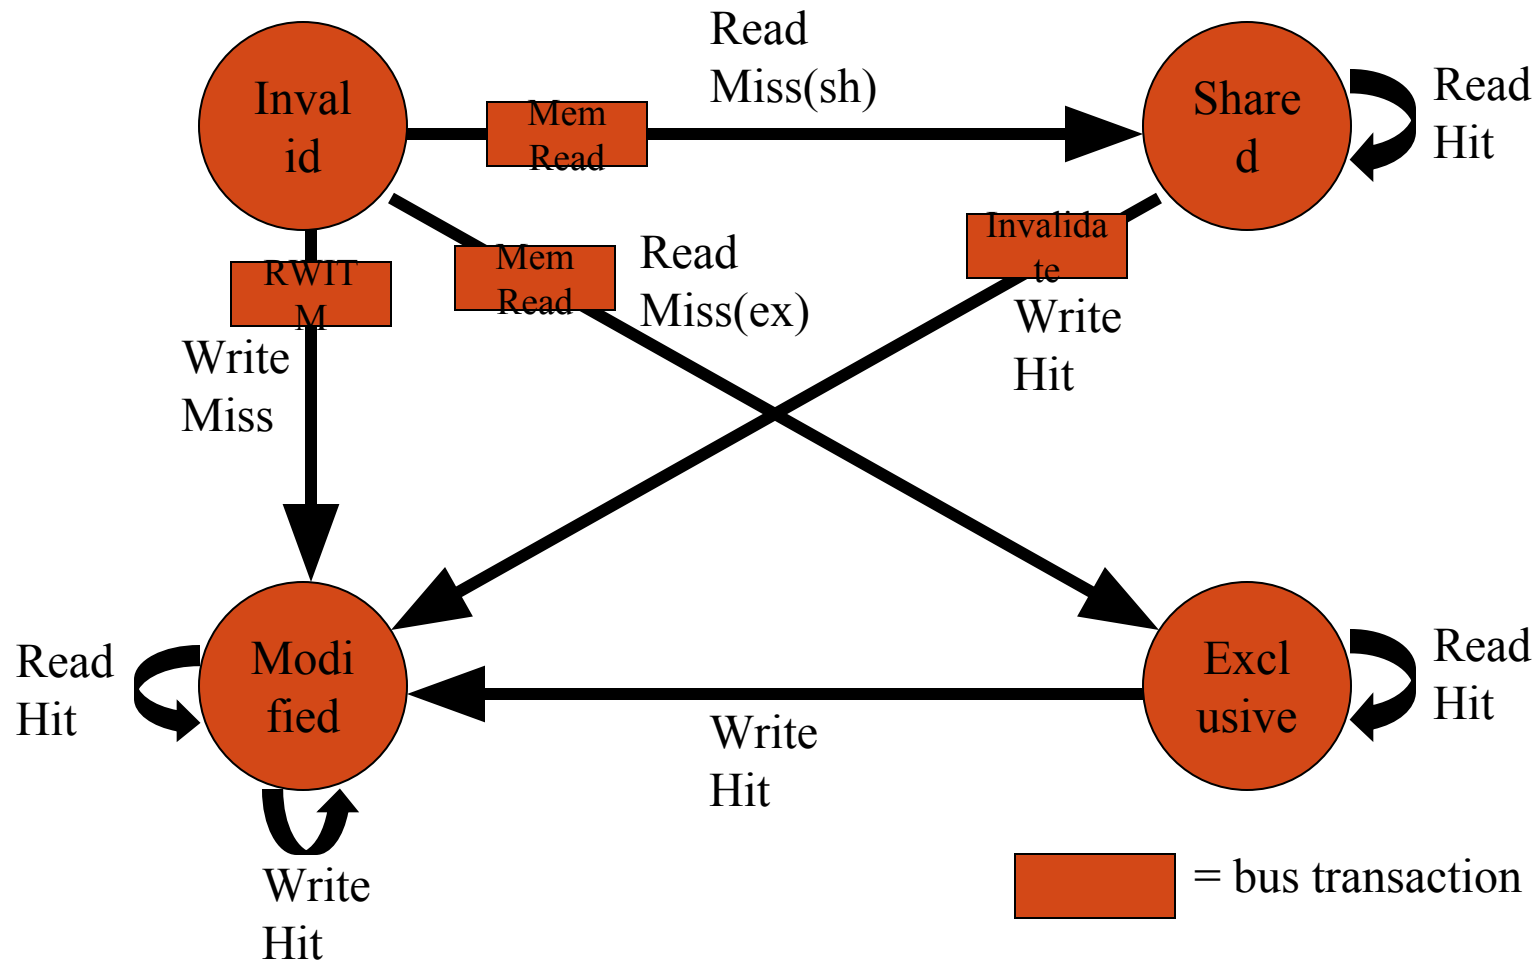 Read
Miss(sh)
Inval
id
Mem
Read
Share
d
Read
Hit
RWIT
M
Mem
Read
Read
Miss(ex)
Invalida
te
Write
Hit
Write
Miss
Read
Hit
Modi
fied
Write
Hit
Excl
usive
Read
Hit
Write
Hit
= bus transaction